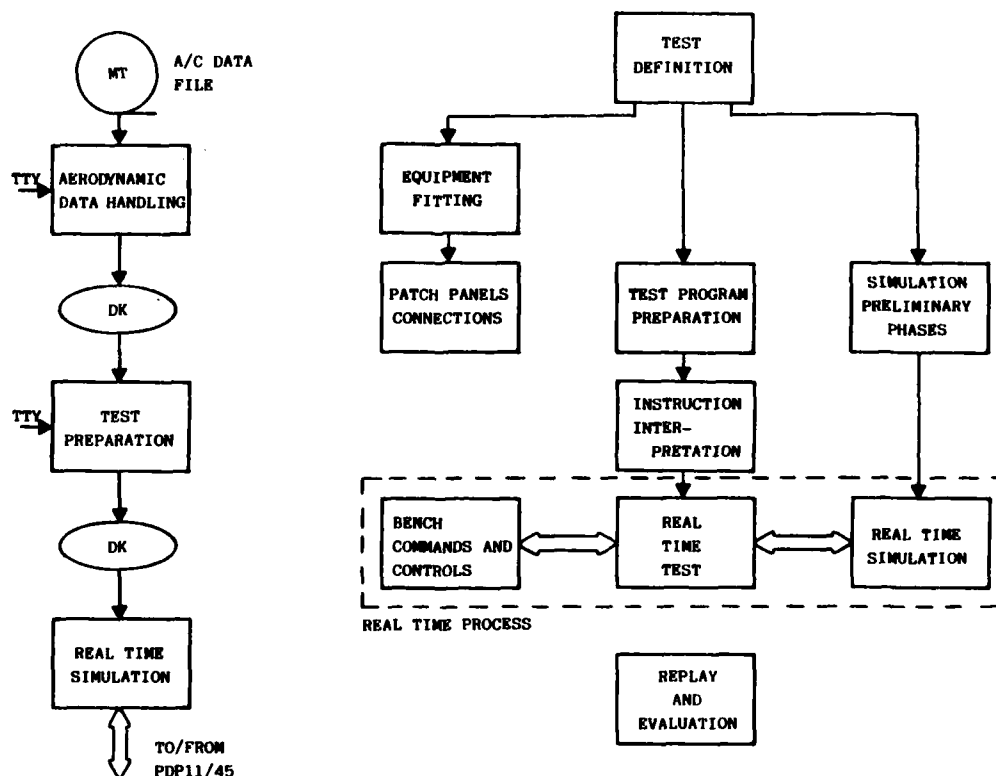 MT
A/C DATA
FILE
TTY
AERODYNAMIC
DATA HANDLING
DK
TTY
TEST
PREPARATION
DK
REAL TIME
SIMULATION
TO/FROM
PDP11/45
TEST
DEFINITION
EQUIPMENT
FITTING
PATCH PANELS
CONNECTIONS
TEST PROGRAM
PREPARATION
SIMULATION
PRELIMINARY
PHASES
INSTRUCTION
INTER-
PRETATION
BENCH
COMMANDS AND
CONTROLS
REAL
TIME
TEST
REAL TIME
SIMULATION
REAL TIME PROCESS
REPLAY
AND
EVALUATION